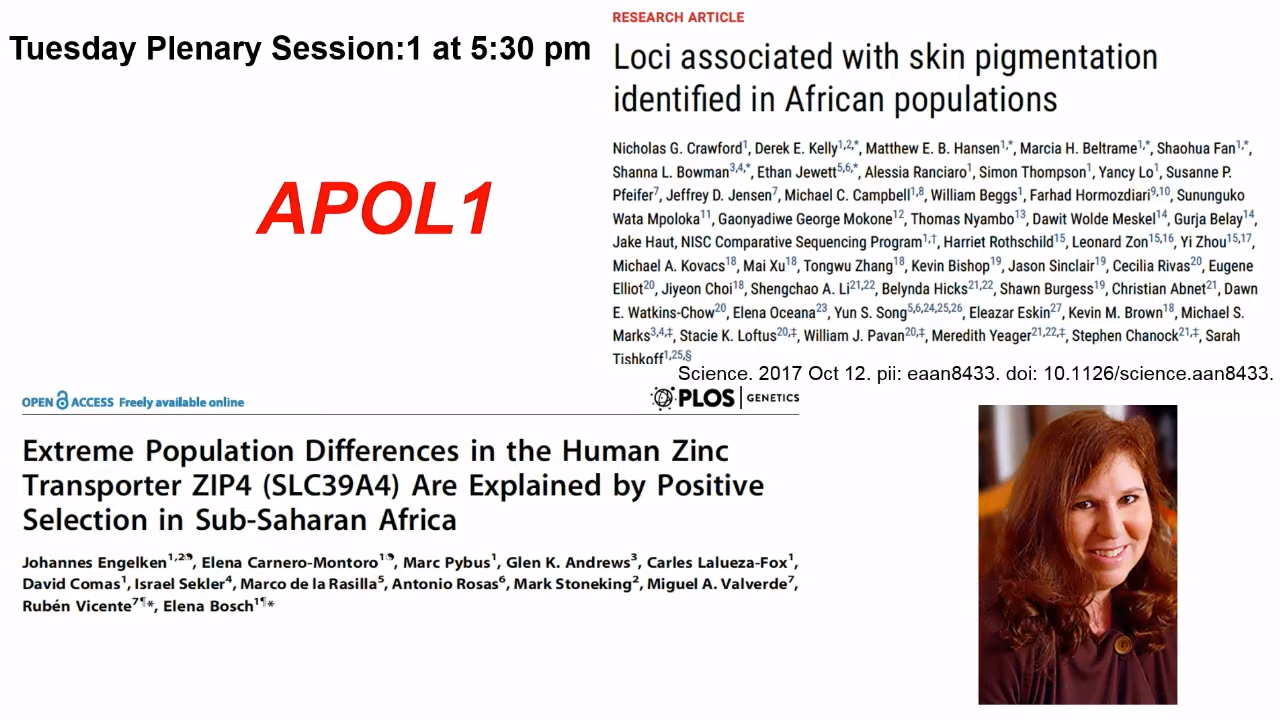 Tuesday Plenary Session:1 at 5:30 pm
APOL1
RESEARCH ARTICLE
Loci associated with skin pigmentation
identified in African populations
Nicholas G. Crawford1, Derek E. Kelly1,2,*, Matthew E. B. Hansen1,*, Marcia H. Beltrame1,*, Shaohua Fan1,*,
Shanna L. Bowman3,4,*, Ethan Jewett5,6,*, Alessia Ranciaro1, Simon Thompson1, Yancy Lo1, Susanne P.
Pfeifer7, Jeffrey D. Jensen7, Michael C. Campbell1,8, William Beggs1, Farhad Hormozdiari9,10, Sununguko
Wata Mpoloka11, Gaonyadiwe George Mokone12, Thomas Nyambo13, Dawit Wolde Meskel14, Gurja Belay14,
Jake Haut, NISC Comparative Sequencing Program1,†, Harriet Rothschild15, Leonard Zon15,16, Yi Zhou15,17,
Michael A. Kovacs18, Mai Xu18, Tongwu Zhang18, Kevin Bishop19, Jason Sinclair19, Cecilia Rivas20, Eugene
Elliot20, Jiyeon Choi18, Shengchao A. Li21,22, Belynda Hicks21,22, Shawn Burgess19, Christian Abnet21, Dawn
E. Watkins-Chow20, Elena Oceana23, Yun S. Song5,6,24,25,26, Eleazar Eskin27, Kevin M. Brown18, Michael S.
Marks3,4,‡, Stacie K. Loftus20,‡, William J. Pavan20,‡, Meredith Yeager21,22,‡, Stephen Chanock21,‡, Sarah
Tishkoff1,25,§
Science. 2017 Oct 12. pii: eaan8433. doi: 10.1126/science.aan8433.
OPEN ACCESS Freely available online
PLOS | GENETICS
Extreme Population Differences in the Human Zinc
Transporter ZIP4 (SLC39A4) Are Explained by Positive
Selection in Sub-Saharan Africa
Johannes Engelken1,2, Elena Carnero-Montoro1, Marc Pybus1, Glen K. Andrews3, Carles Lalueza-Fox1,
David Comas1, Israel Sekler4, Marco de la Rasilla5, Antonio Rosas6, Mark Stoneking2, Miguel A. Valverde7,
Rubén Vicente7¶*, Elena Bosch1¶*